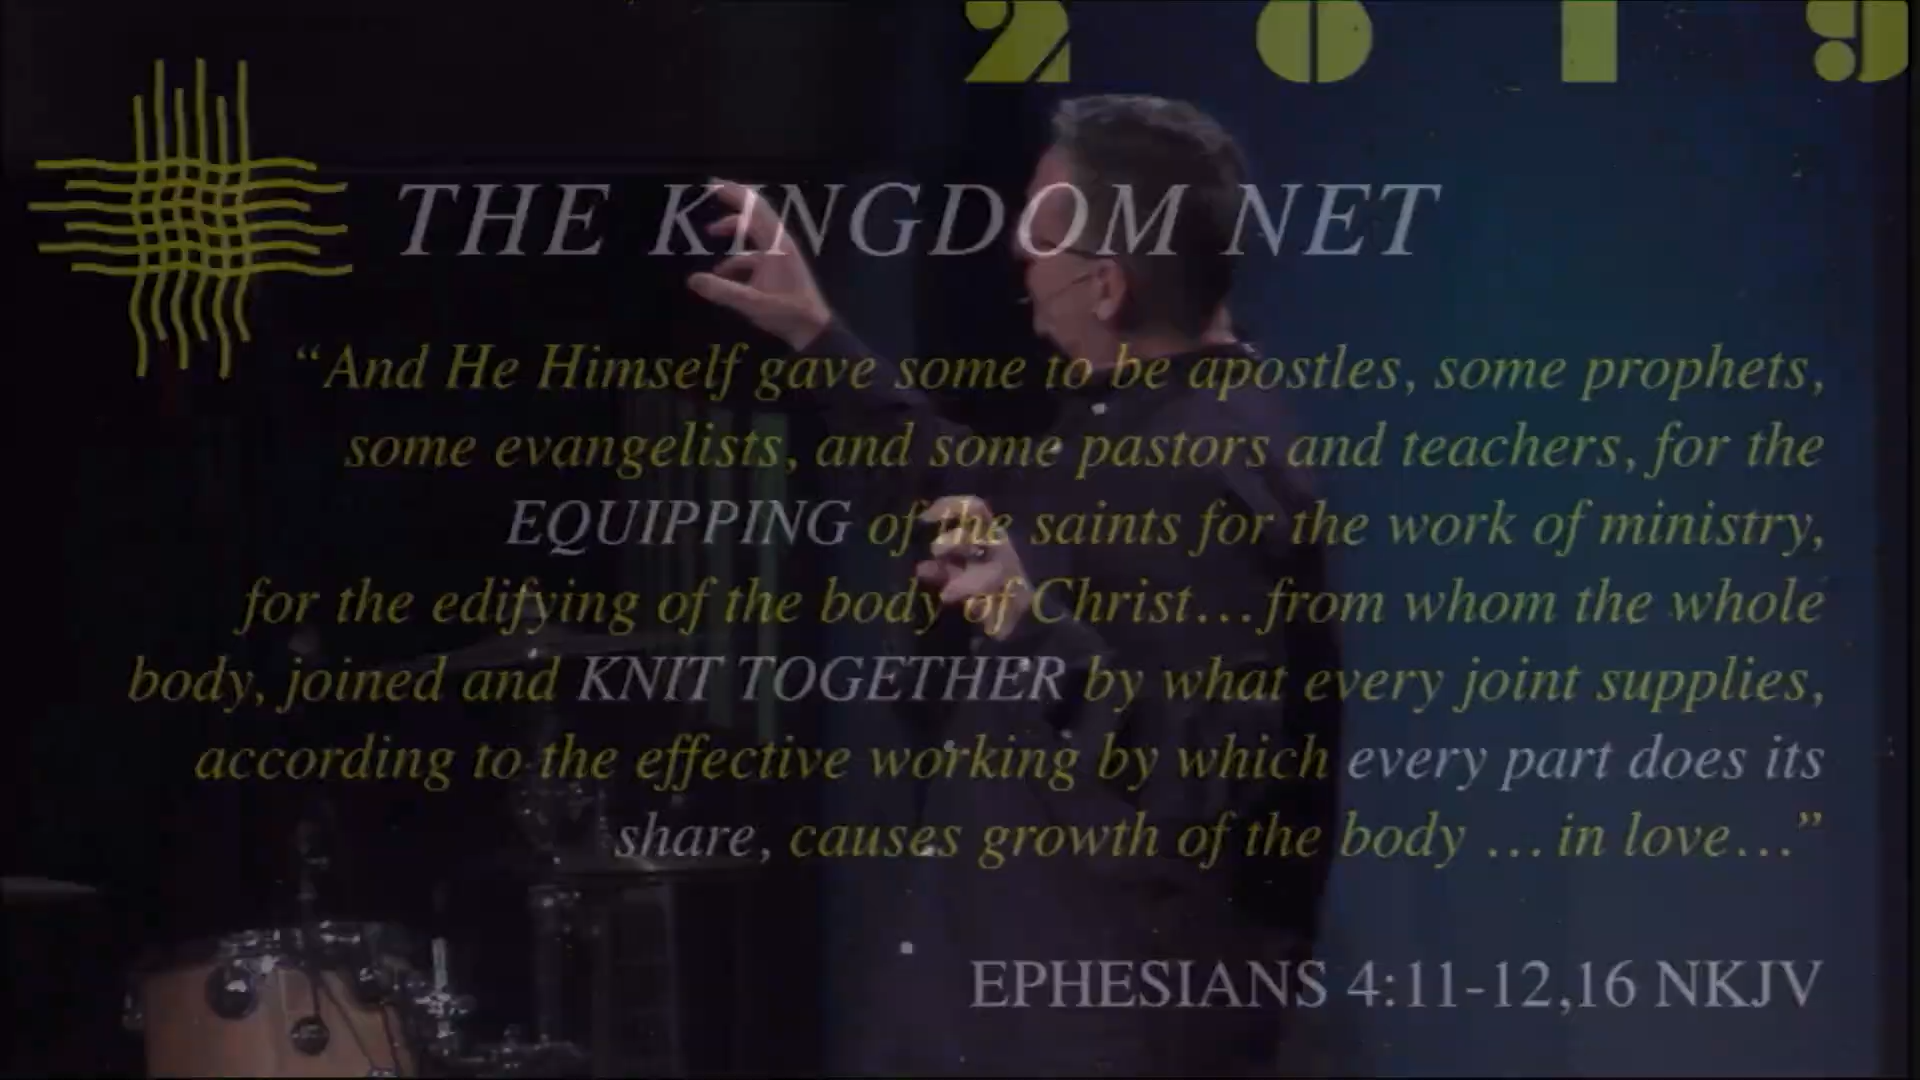 2019
THE KINGDOM NET
“And He Himself gave some to be apostles, some prophets,
some evangelists, and some pastors and teachers, for the
EQUIPPING of the saints for the work of ministry,
for the edifying of the body of Christ…from whom the whole
body, joined and KNIT TOGETHER by what every joint supplies,
according to the effective working by which every part does its
share, causes growth of the body … in love…”
EPHESIANS 4:11-12,16 NKJV